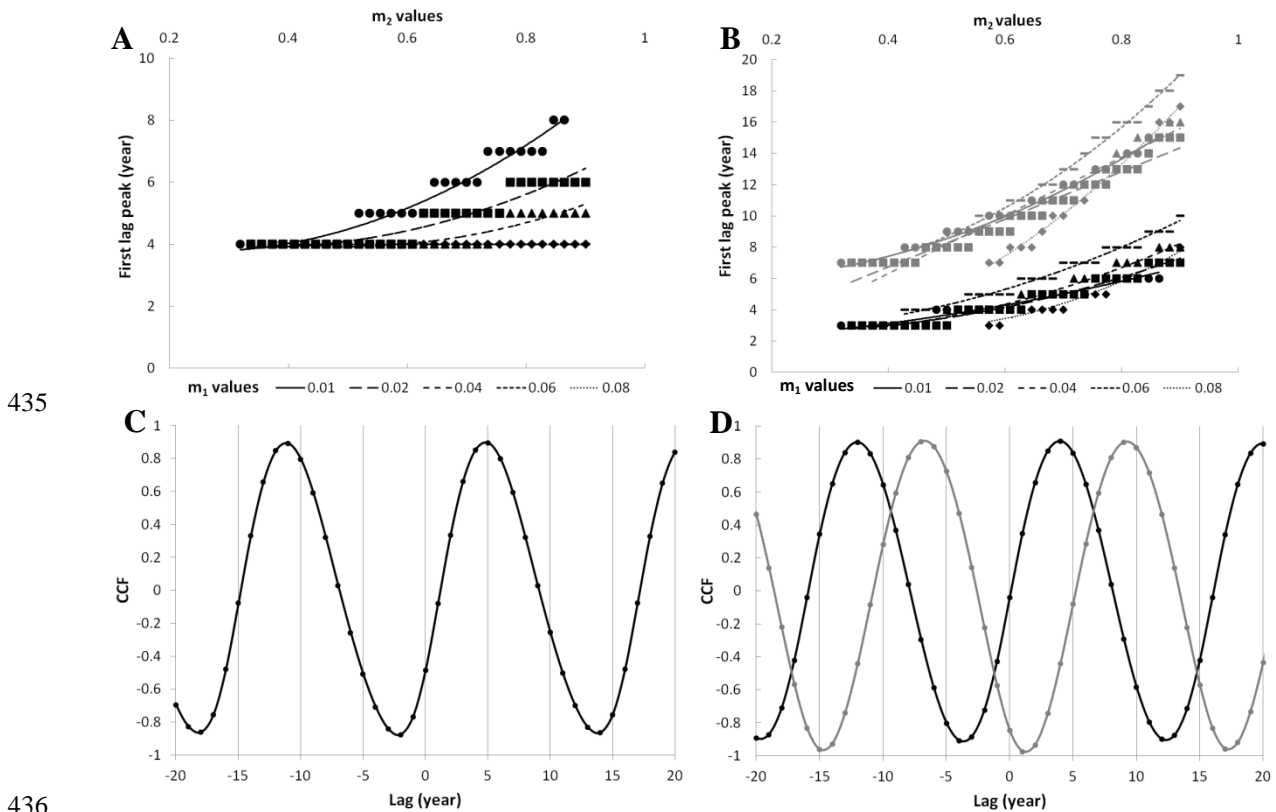 A
m2 values
0.2 0.4 0.6 0.8 1
First lag peak (year)
10
8
6
4
2
0
m1 values 0.01 0.02 0.04 0.06 0.08
B
m2 values
0.2 0.4 0.6 0.8 1
First lag peak (year)
20
18
16
14
12
10
8
6
4
2
0
m1 values 0.01 0.02 0.04 0.06 0.08
435
C
CCF
1
0.8
0.6
0.4
0.2
0
-0.2
-0.4
-0.6
-0.8
-1
-20 -15 -10 -5 0 5 10 15 20
Lag (year)
D
CCF
1
0.8
0.6
0.4
0.2
0
-0.2
-0.4
-0.6
-0.8
-1
-20 -15 -10 -5 0 5 10 15 20
Lag (year)
436